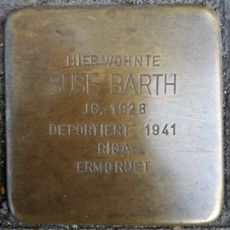 HIER WOHNTE
SUSE BARTH
JG. 1928
DEPORTIERT 1941
RIGA
ERMORDET